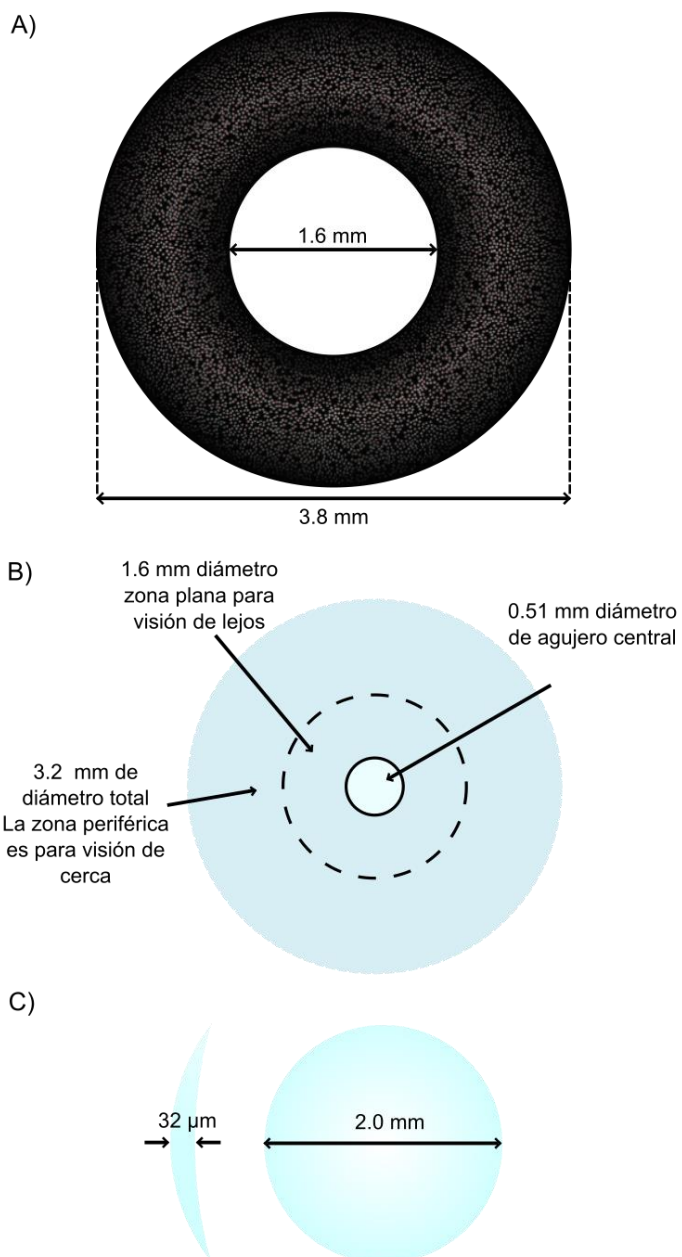 A)
1.6 mm
3.8 mm
B)
1.6 mm diámetro
zona plana para
visión de lejos
0.51 mm diámetro
de agujero central
3.2 mm de
diámetro total
La zona periférica
es para visión de
cerca
C)
32 µm
2.0 mm